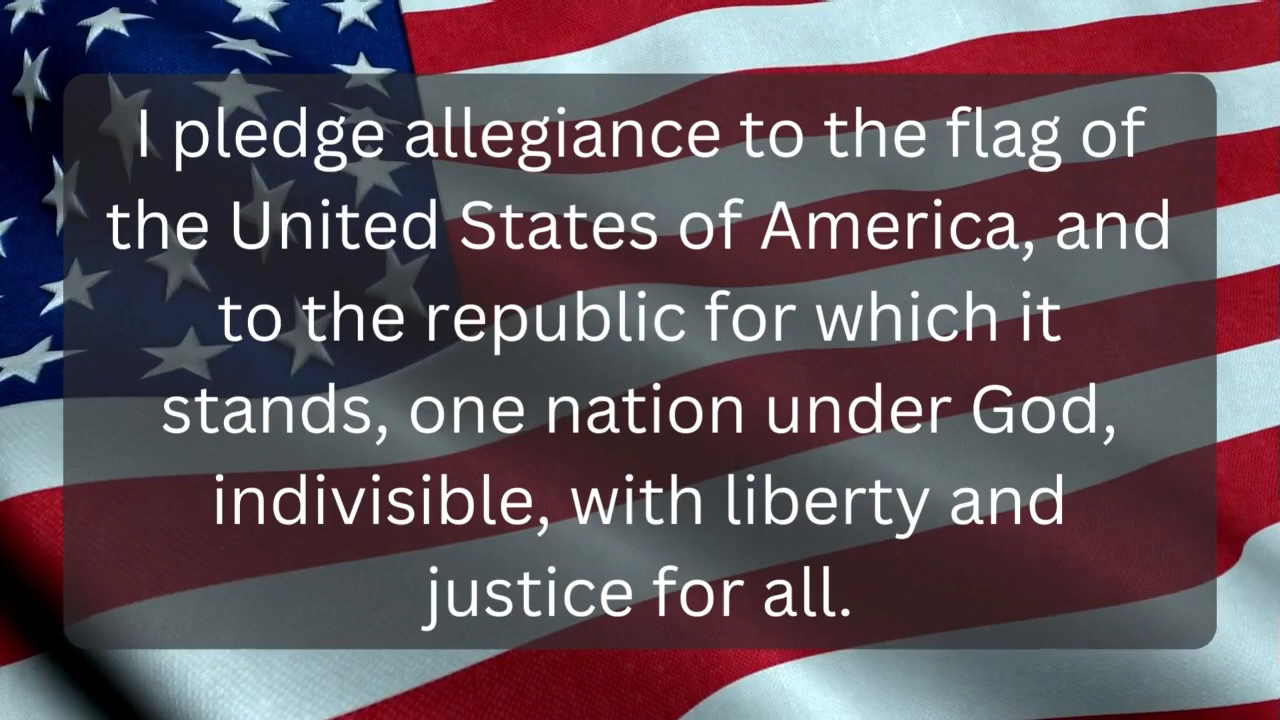 I pledge allegiance to the flag of
the United States of America, and
to the republic for which it
stands, one nation under God,
indivisible, with liberty and
justice for all.